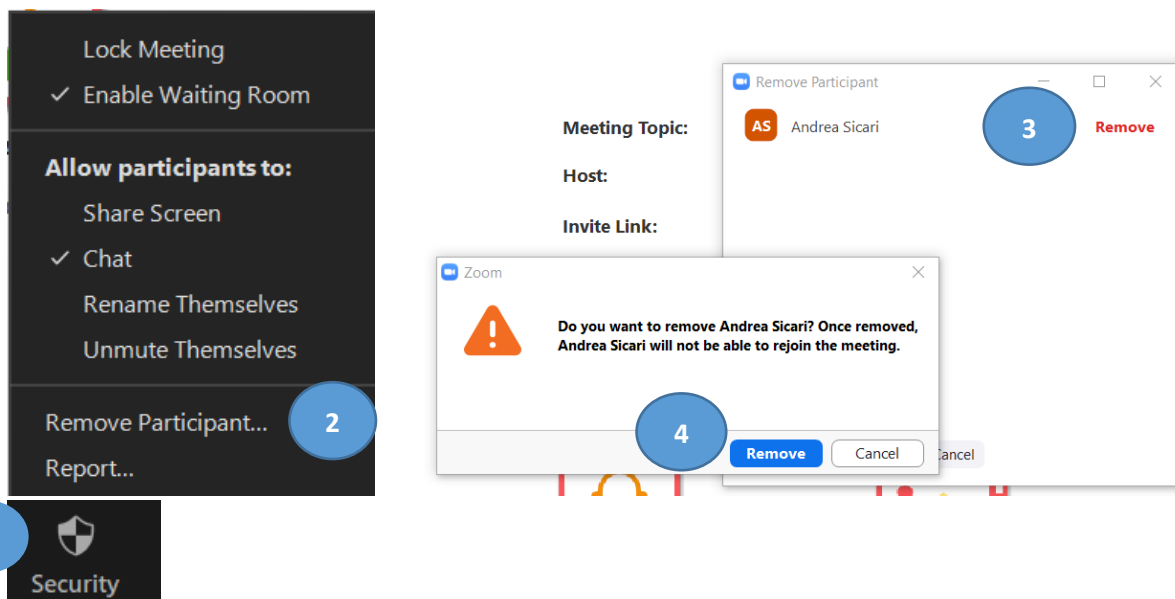 Lock Meeting
✓ Enable Waiting Room
Allow participants to:
Share Screen
✓ Chat
Rename Themselves
Unmute Themselves
Remove Participant... 2
Report...
Security
Meeting Topic:
Host:
Invite Link:
Remove Participant
AS Andrea Sicari 3 Remove
Zoom
Do you want to remove Andrea Sicari? Once removed,
Andrea Sicari will not be able to rejoin the meeting.
4
Remove Cancel
Cancel